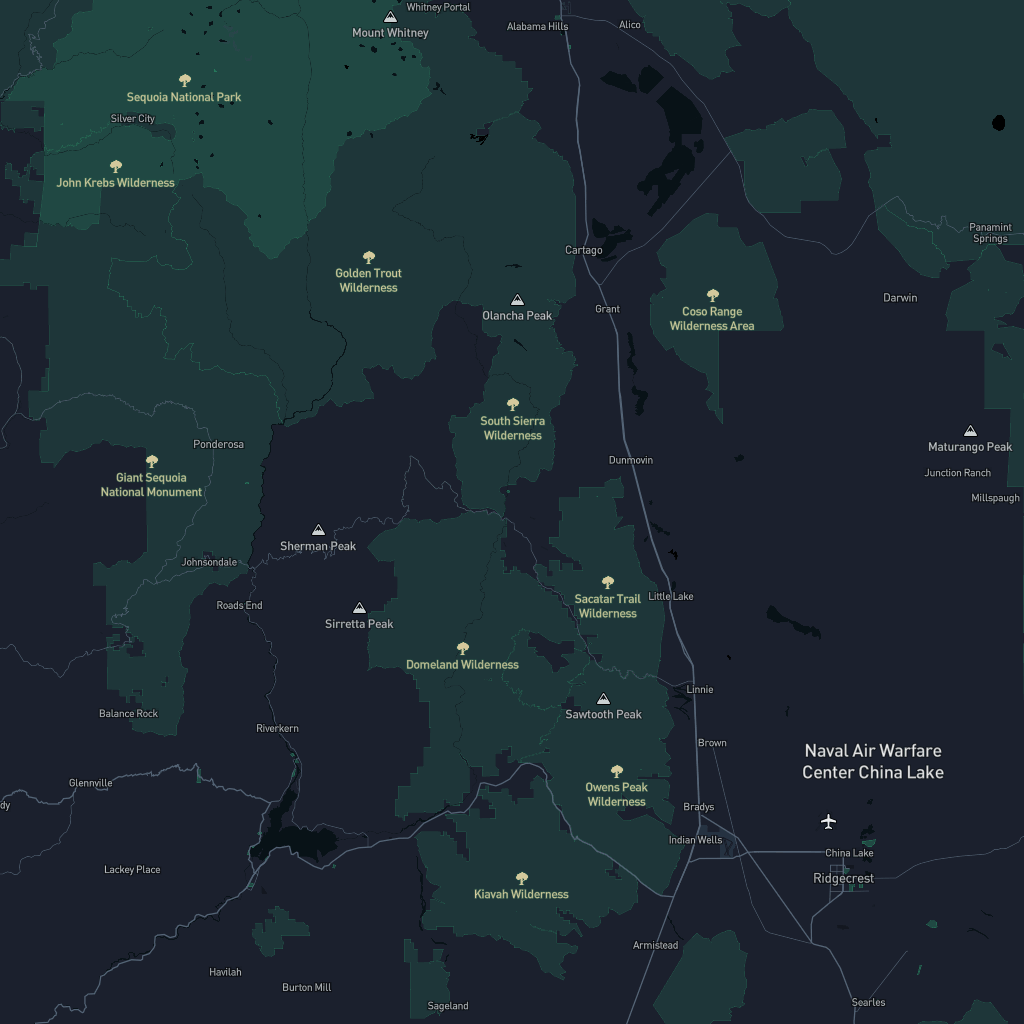 Whitney Portal
Mount Whitney
Alabama Hills
Alico
Sequoia National Park
Silver City
John Krebs Wilderness
Panamint
Springs
Cartago
Golden Trout
Wilderness
Olancha Peak
Grant
Coso Range
Wilderness Area
Darwin
South Sierra
Wilderness
Ponderosa
Maturango Peak
Dunmovin
Junction Ranch
Giant Sequoia
National Monument
Millspaugh
Sherman Peak
Johnsondale
Roads End
Sacatar Trail
Wilderness
Little Lake
Sirretta Peak
Domeland Wilderness
Linnie
Balance Rock
Sawtooth Peak
Riverkern
Brown
Naval Air Warfare
Center China Lake
Glennville
Owens Peak
Wilderness
dy
Bradys
Indian Wells
China Lake
Lackey Place
Ridgecrest
Kiavah Wilderness
Armistead
Havilah
Burton Mill
Sageland
Searles